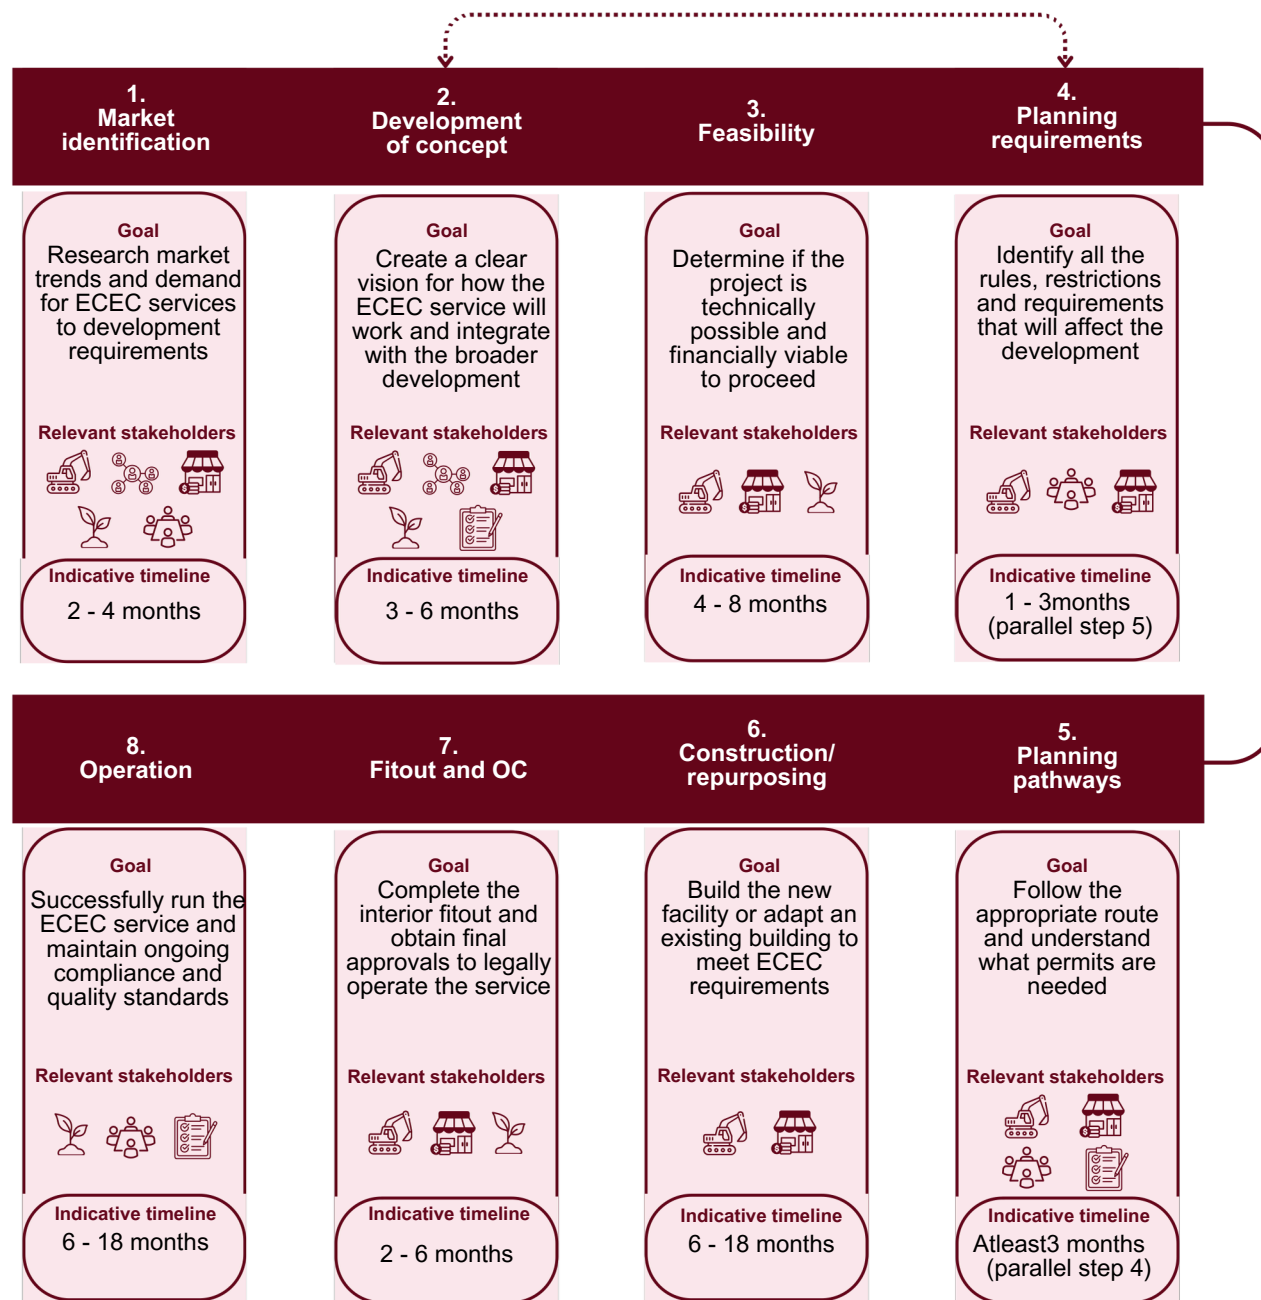 1.
Market
identification
2.
Development
of concept
3.
Feasibility
4.
Planning
requirements
Goal
Research market
trends and demand
for ECEC services
to development
requirements
Relevant stakeholders
Indicative timeline
2 - 4 months
Goal
Create a clear
vision for how the
ECEC service will
work and integrate
with the broader
development
Relevant stakeholders
Indicative timeline
3 - 6 months
Goal
Determine if the
project is
technically
possible and
financially viable
to proceed
Relevant stakeholders
Indicative timeline
4 - 8 months
Goal
Identify all the
rules, restrictions
and requirements
that will affect the
development
Relevant stakeholders
Indicative timeline
1 - 3months
(parallel step 5)
8.
Operation
7.
Fitout and OC
6.
Construction/
repurposing
5.
Planning
pathways
Goal
Successfully run the
ECEC service and
maintain ongoing
compliance and
quality standards
Relevant stakeholders
Indicative timeline
6 - 18 months
Goal
Complete the
interior fitout and
obtain final
approvals to legally
operate the service
Relevant stakeholders
Indicative timeline
2 - 6 months
Goal
Build the new
facility or adapt an
existing building to
meet ECEC
requirements
Relevant stakeholders
Indicative timeline
6 - 18 months
Goal
Follow the
appropriate route
and understand
what permits are
needed
Relevant stakeholders
Indicative timeline
Atleast3 months
(parallel step 4)